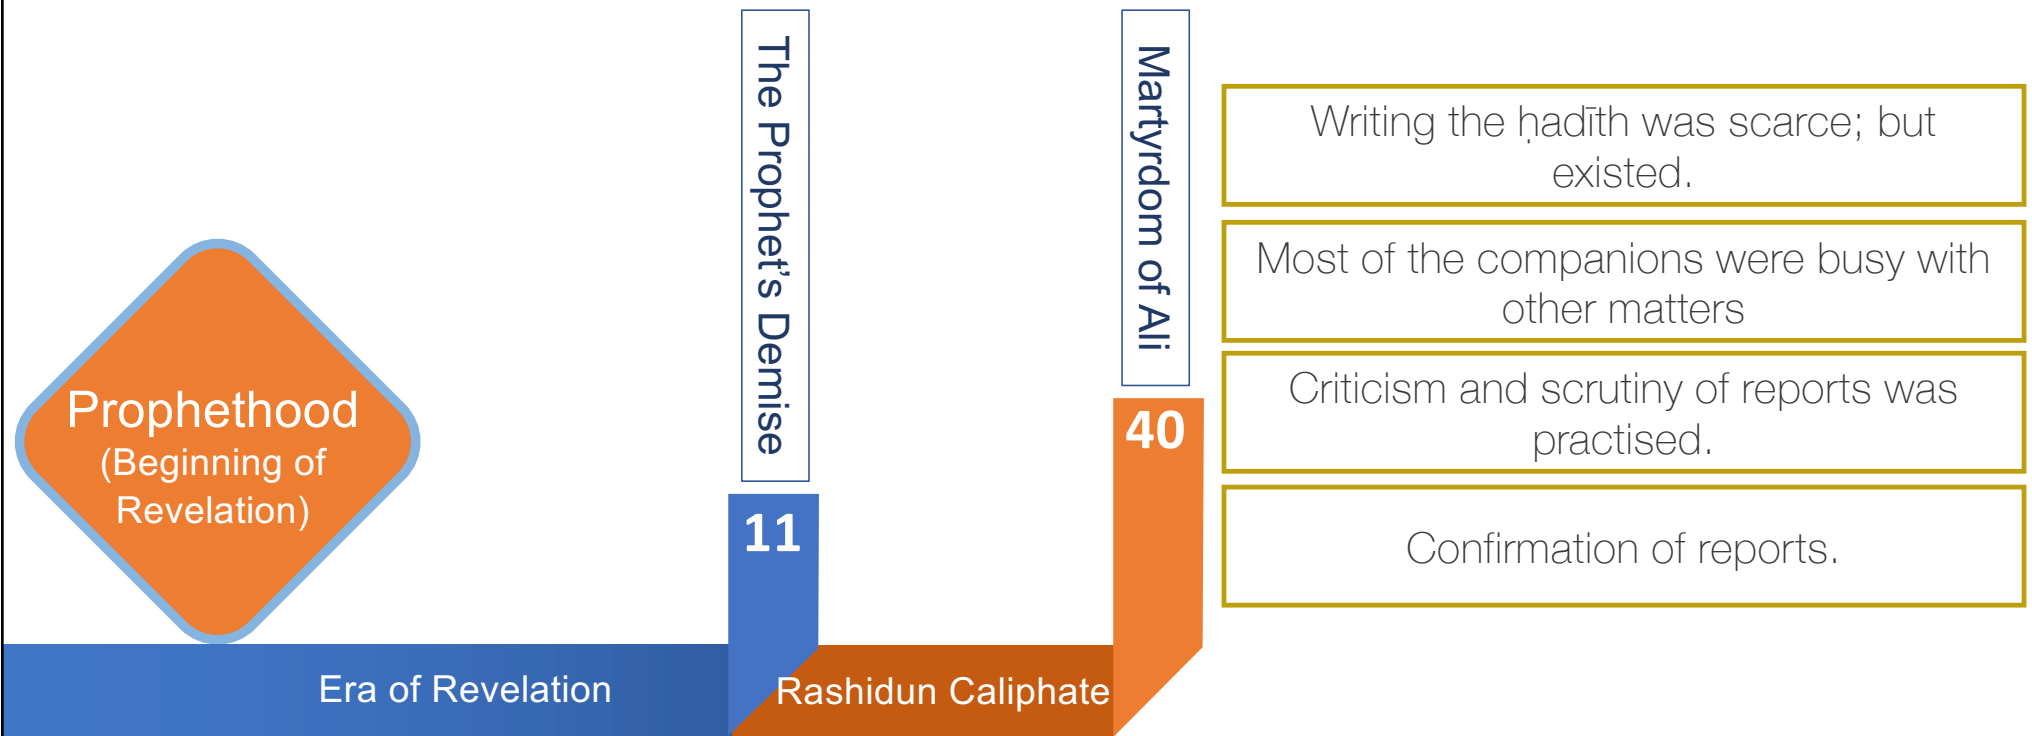 Prophethood
(Beginning of
Revelation)
Era of Revelation
The Prophet’s Demise
11
Rashidun Caliphate
Martyrdom of Ali
40
Writing the ḥadīth was scarce; but
existed.
Most of the companions were busy with
other matters
Criticism and scrutiny of reports was
practised.
Confirmation of reports.